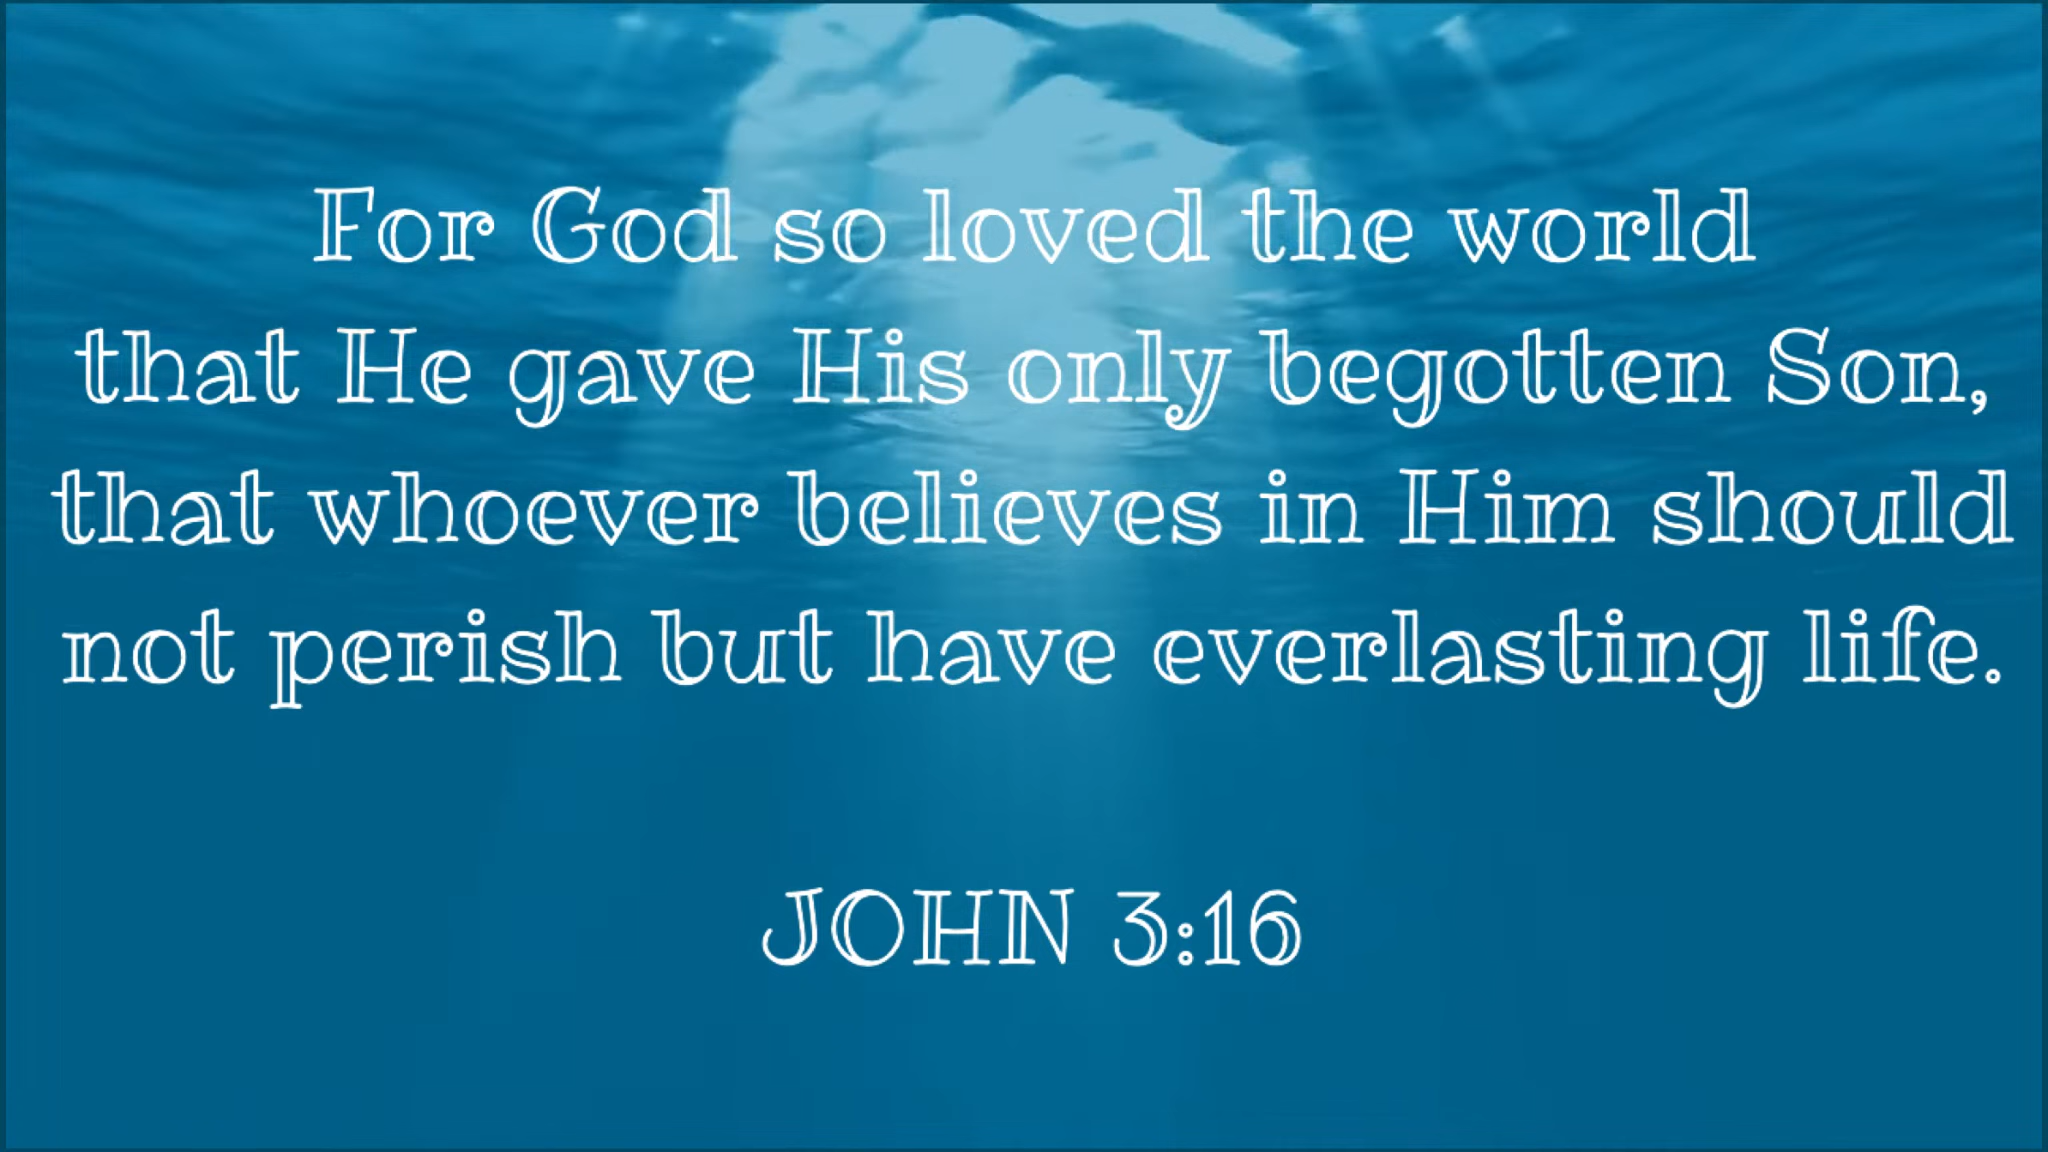 For God so loved the world
that He gave His only begotten Son,
that whoever believes in Him should
not perish but have everlasting life.
JOHN 3:16